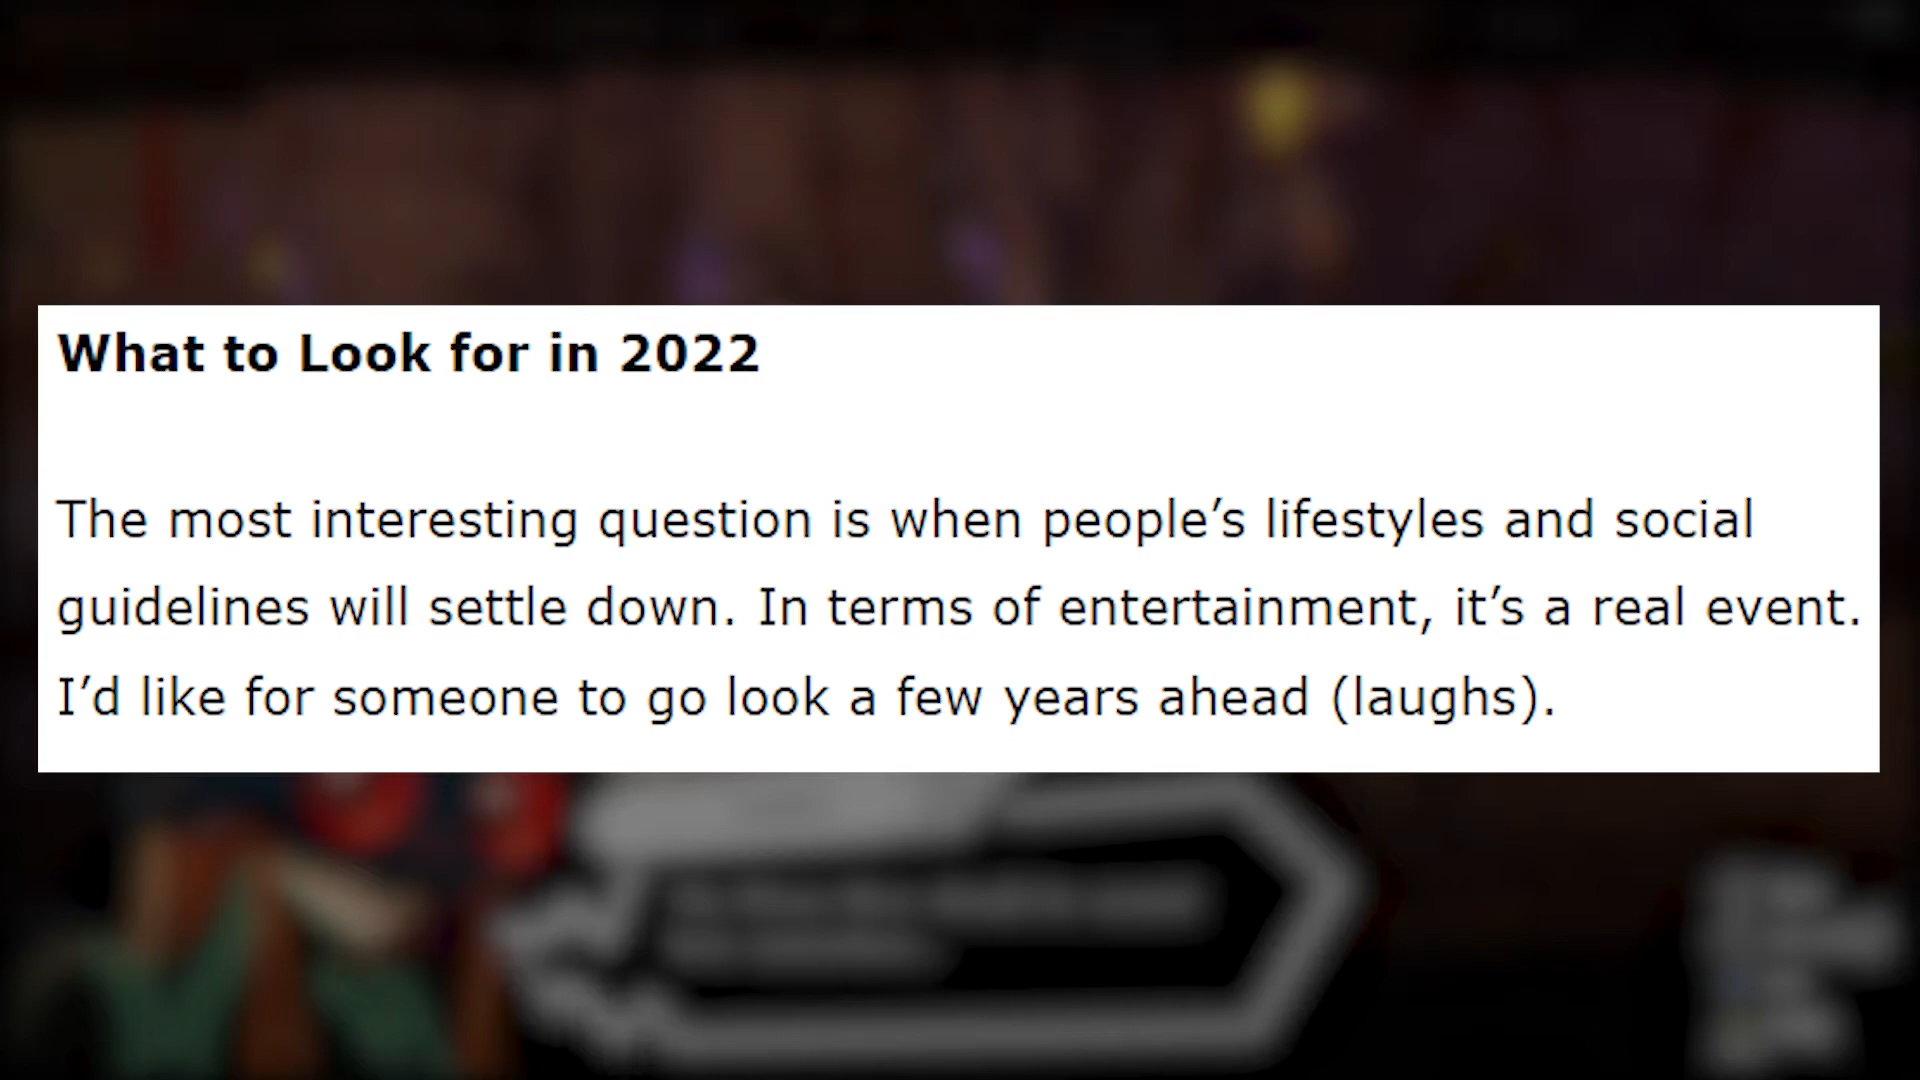 What to Look for in 2022
The most interesting question is when people’s lifestyles and social
guidelines will settle down. In terms of entertainment, it’s a real event.
I’d like for someone to go look a few years ahead (laughs).